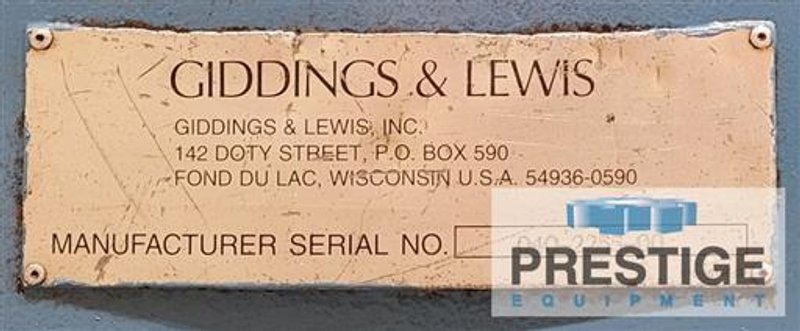 GIDDINGS & LEWIS
GIDDINGS & LEWIS, INC.
142 DOTY STREET, P.O. BOX 590
FOND DU LAC, WISCONSIN U.S.A. 54936-0590
MANUFACTURER SERIAL NO.
PRESTIGE
EQUIPMENT